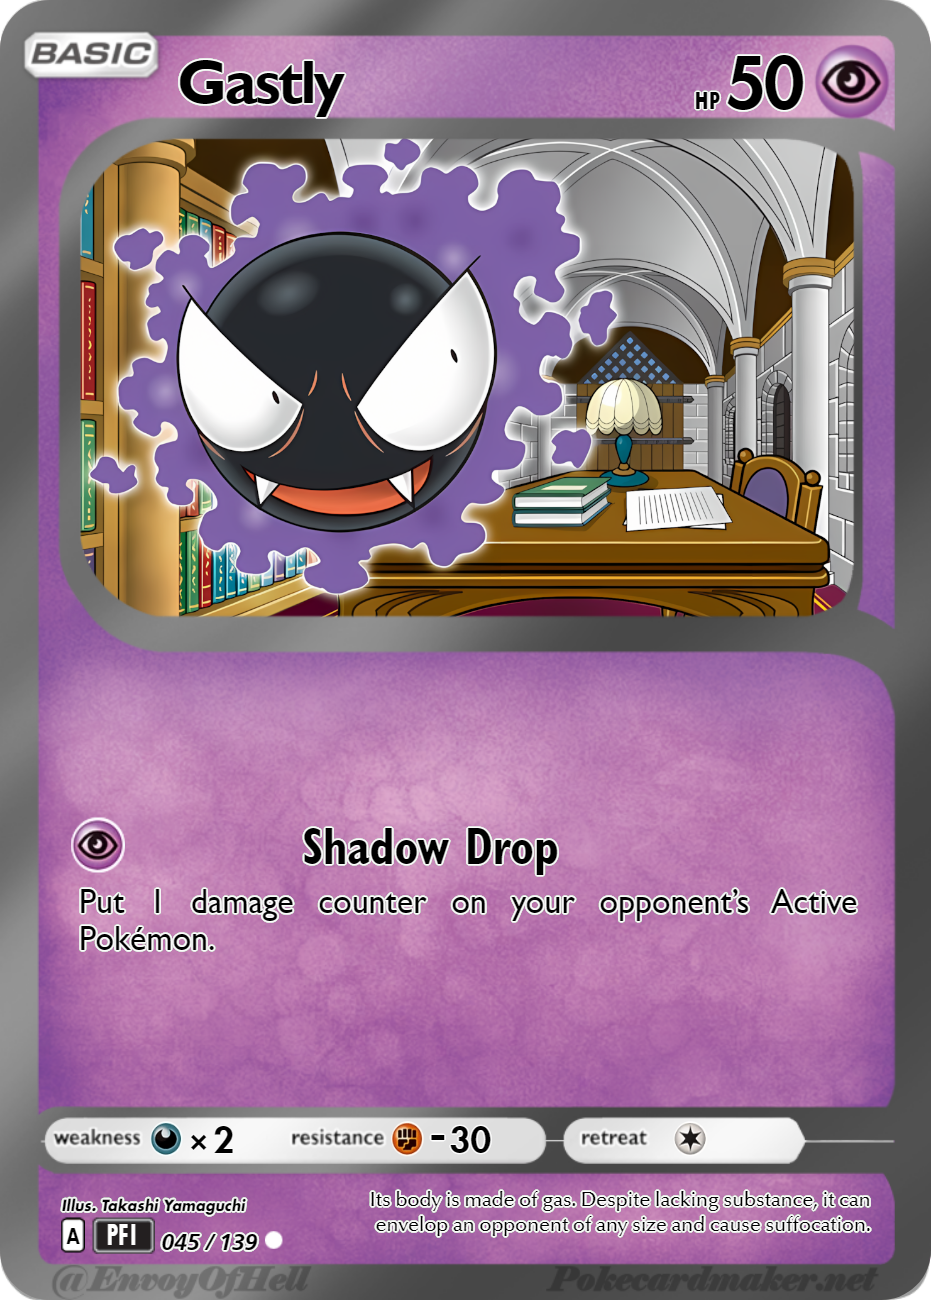 BASIC
Gastly
HP 50
Shadow Drop
Put 1 damage counter on your opponent's Active
Pokémon.
weakness ×2 resistance -30 retreat
Illus. Takashi Yamaguchi
A PFI 045 / 139
Its body is made of gas. Despite lacking substance, it can
envelop an opponent of any size and cause suffocation.
@EnvoyOfHell
Pokecardmaker.net